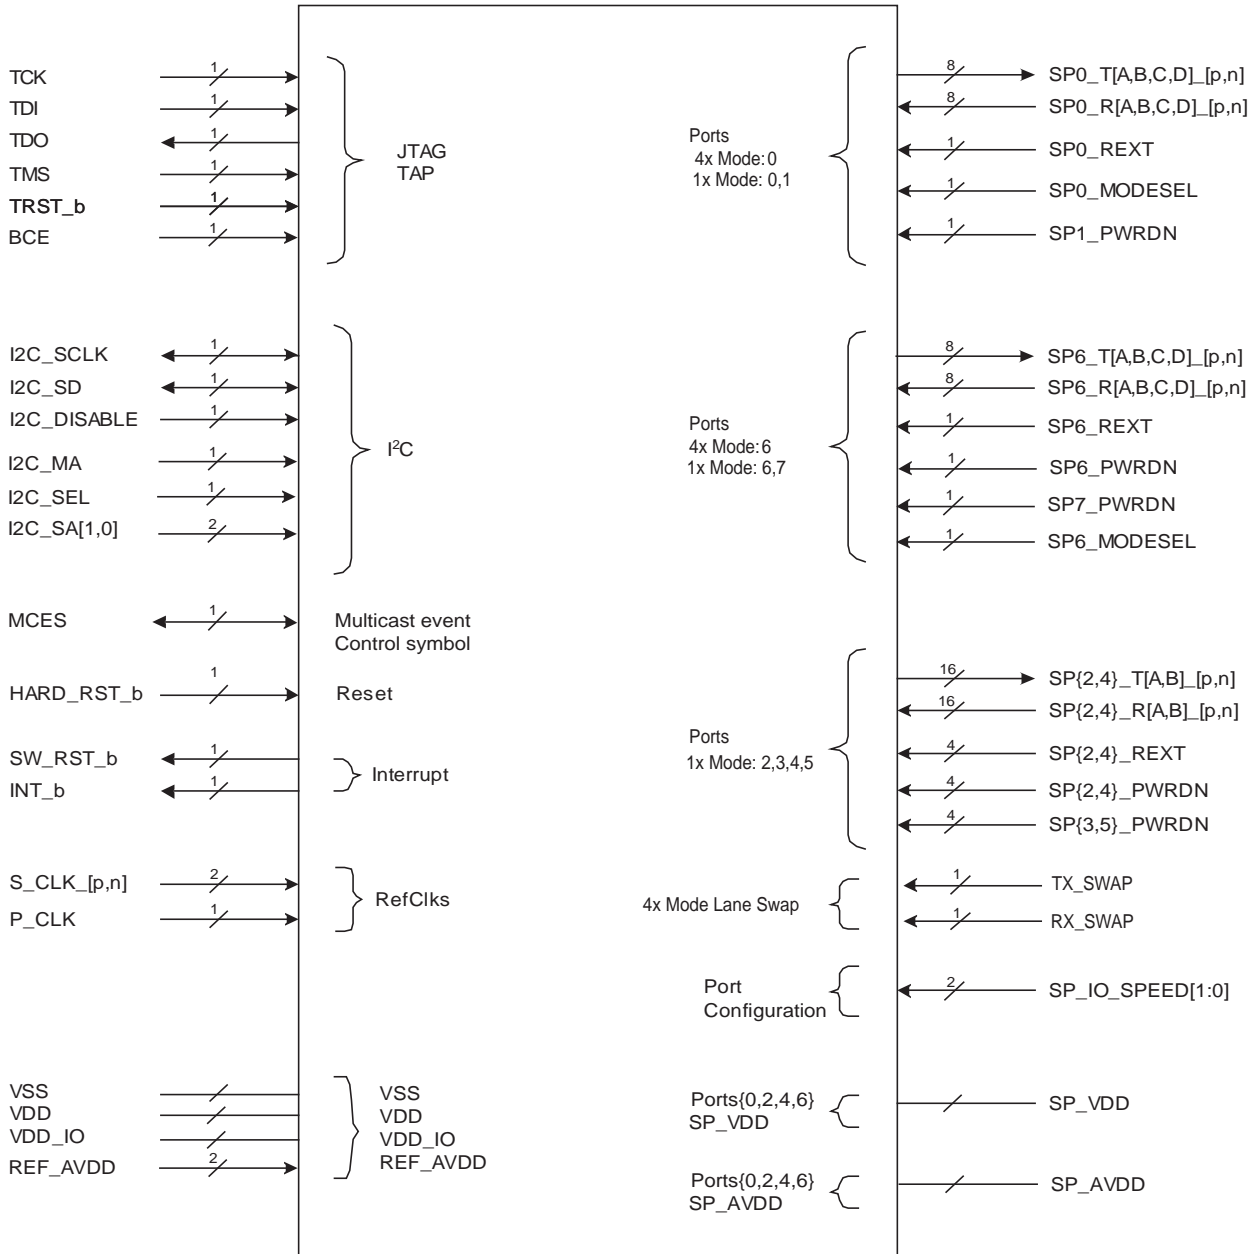 TCK
1
TDI
1
TDO
1
TMS
1
TRST_b
1
BCE
1
JTAG
TAP
I2C_SCLK
1
I2C_SD
1
I2C_DISABLE
1
I2C_MA
1
I2C_SEL
1
I2C_SA[1,0]
2
I²C
MCES
1
Multicast event
Control symbol
HARD_RST_b
1
Reset
SW_RST_b
1
INT_b
1
Interrupt
S_CLK_[p,n]
2
P_CLK
1
RefClks
VSS
VDD
VDD_IO
REF_AVDD
2
VSS
VDD
VDD_IO
REF_AVDD
Ports
4x Mode: 0
1x Mode: 0,1
8
SP0_T[A,B,C,D]_[p,n]
8
SP0_R[A,B,C,D]_[p,n]
1
SP0_REXT
1
SP0_MODESEL
1
SP1_PWRDN
Ports
4x Mode: 6
1x Mode: 6,7
8
SP6_T[A,B,C,D]_[p,n]
8
SP6_R[A,B,C,D]_[p,n]
1
SP6_REXT
1
SP6_PWRDN
1
SP7_PWRDN
1
SP6_MODESEL
Ports
1x Mode: 2,3,4,5
16
SP{2,4}_T[A,B]_[p,n]
16
SP{2,4}_R[A,B]_[p,n]
4
SP{2,4}_REXT
4
SP{2,4}_PWRDN
4
SP{3,5}_PWRDN
4x Mode Lane Swap
1
TX_SWAP
1
RX_SWAP
Port
Configuration
2
SP_IO_SPEED[1:0]
Ports{0,2,4,6}
SP_VDD
SP_VDD
Ports{0,2,4,6}
SP_AVDD
SP_AVDD